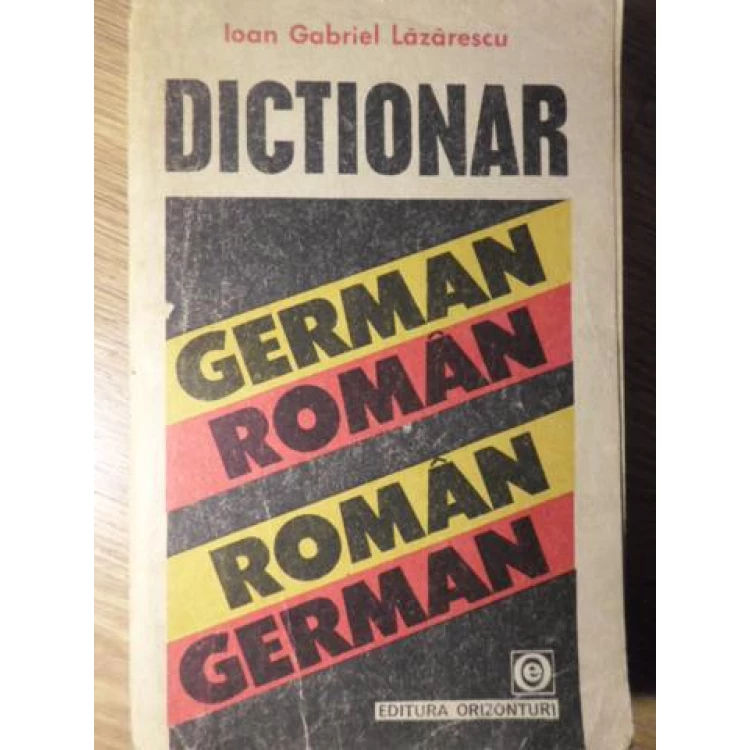 Ioan Gabriel Lăzărescu
DICTIONAR
GERMAN
ROMÂN
ROMÂN
GERMAN
e
EDITURA ORIZONTURI